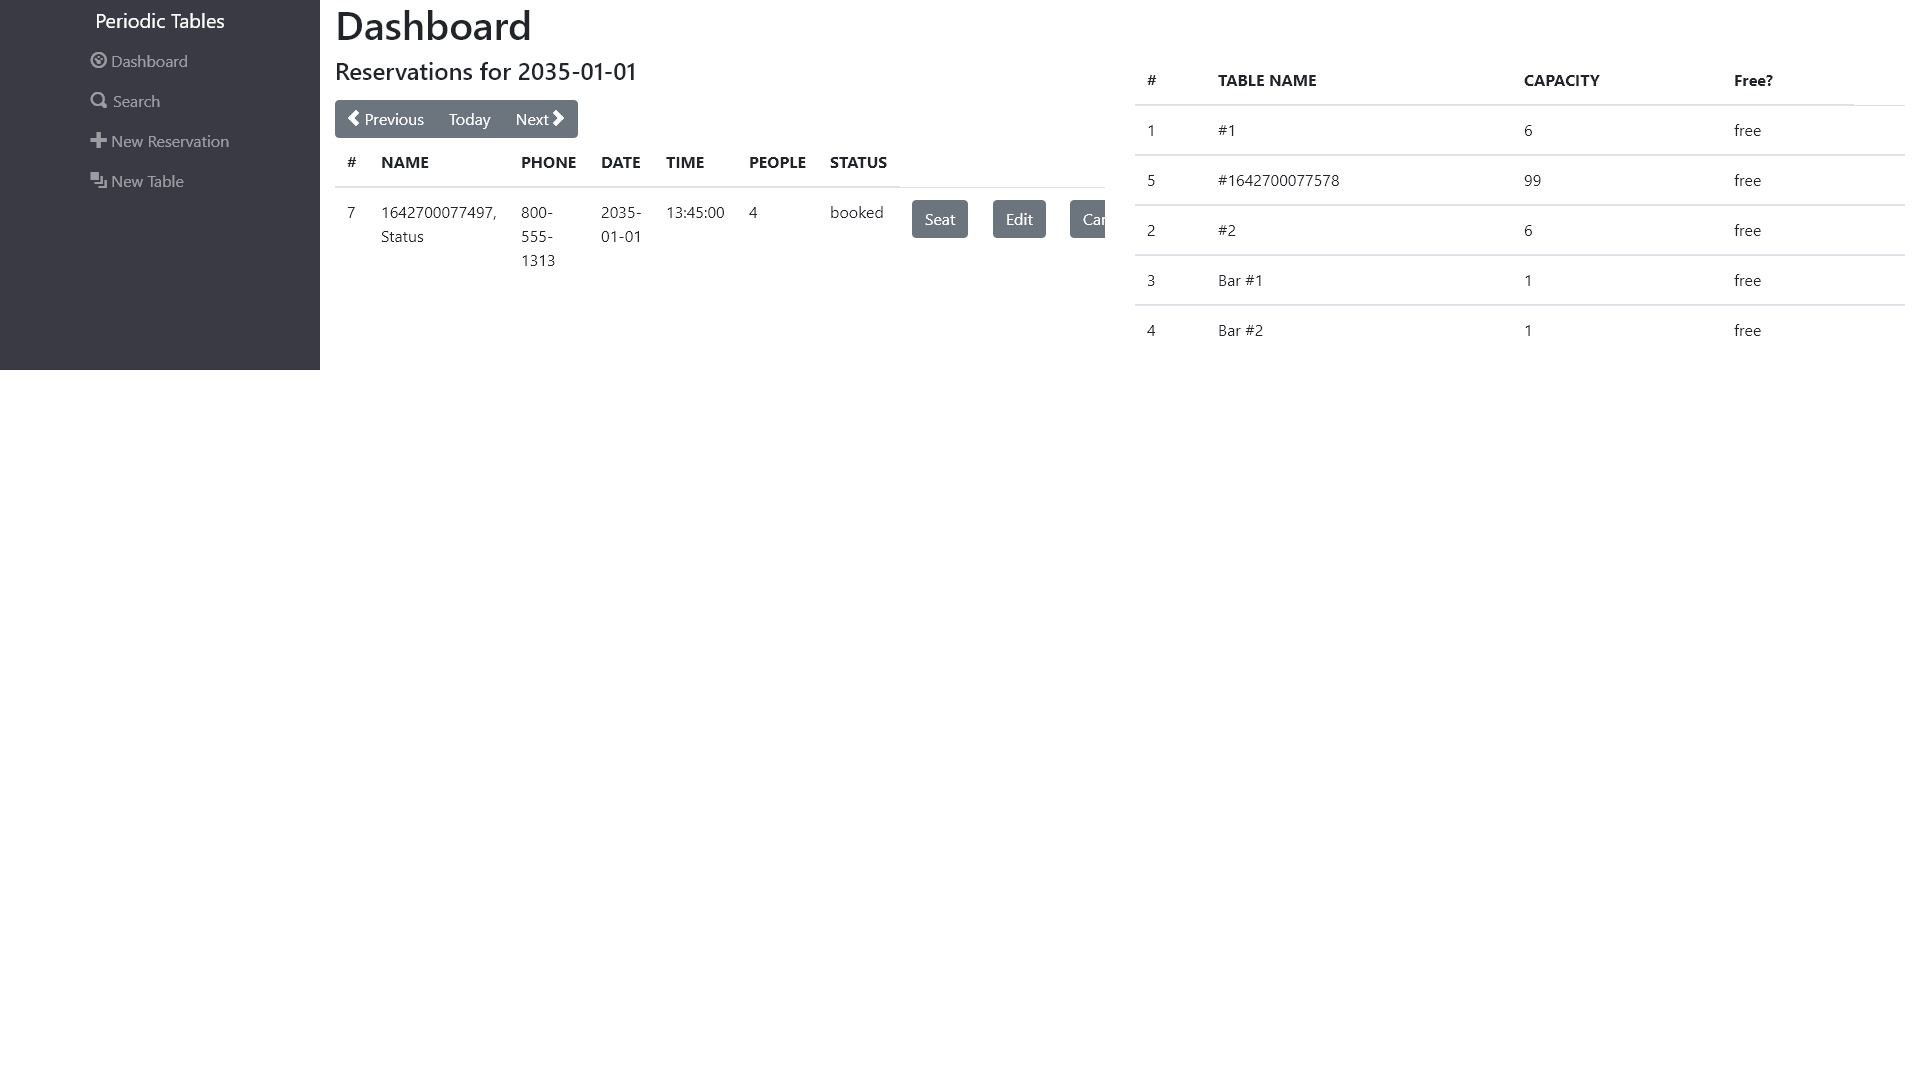 Periodic Tables
Dashboard
Search
New Reservation
New Table
Dashboard
Reservations for 2035-01-01
Previous Today Next
# NAME PHONE DATE TIME PEOPLE STATUS
7 1642700077497, 800- 2035- 13:45:00 4 booked Seat Edit Can
Status 555- 01-01
1313
# TABLE NAME CAPACITY Free?
1 #1 6 free
5 #1642700077578 99 free
2 #2 6 free
3 Bar #1 1 free
4 Bar #2 1 free